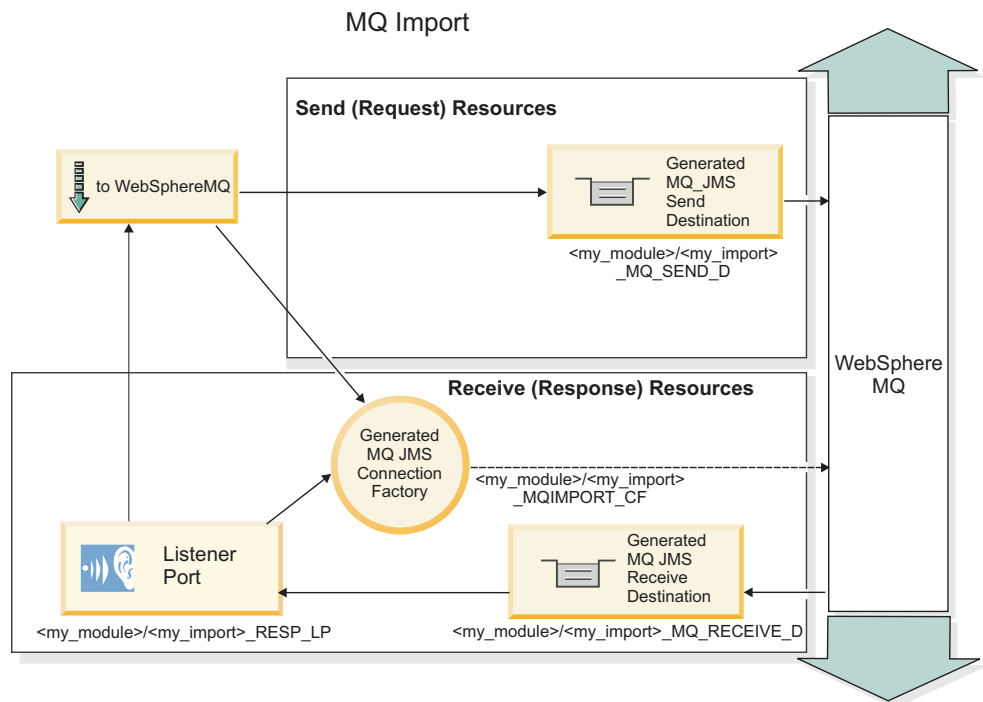 MQ Import
Send (Request) Resources
to WebSphereMQ
Generated
MQ_JMS
Send
Destination
<my_module>/<my_import>
_MQ_SEND_D
WebSphere
MQ
Receive (Response) Resources
Generated
MQ JMS
Connection
Factory
<my_module>/<my_import>
_MQIMPORT_CF
Listener
Port
<my_module>/<my_import>_RESP_LP
Generated
MQ JMS
Receive
Destination
<my_module>/<my_import>_MQ_RECEIVE_D